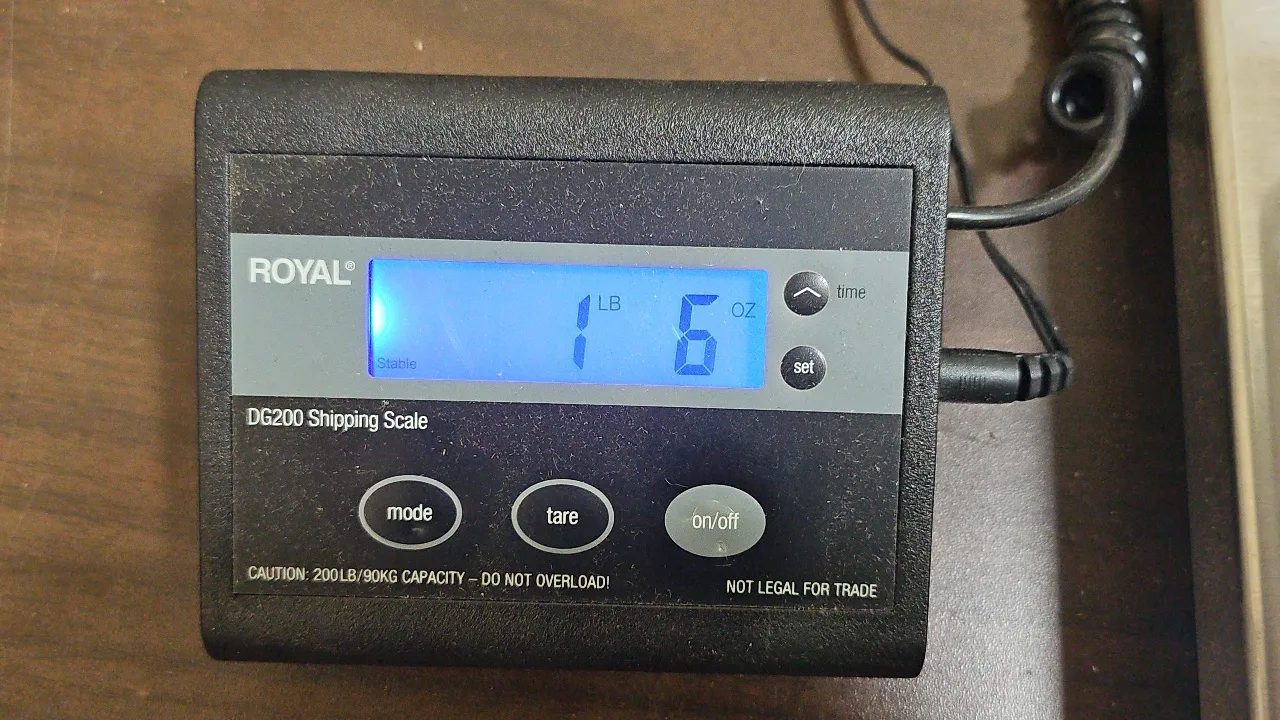 ROYAL®
1 LB 6 OZ
Stable
time
set
DG200 Shipping Scale
mode tare on/off
CAUTION: 200LB/90KG CAPACITY – DO NOT OVERLOAD!
NOT LEGAL FOR TRADE